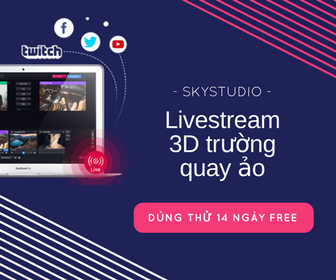 twitch
- SKYSTUDIO -
Livestream
3D trường
quay ảo
Live
DÙNG THỬ 14 NGÀY FREE